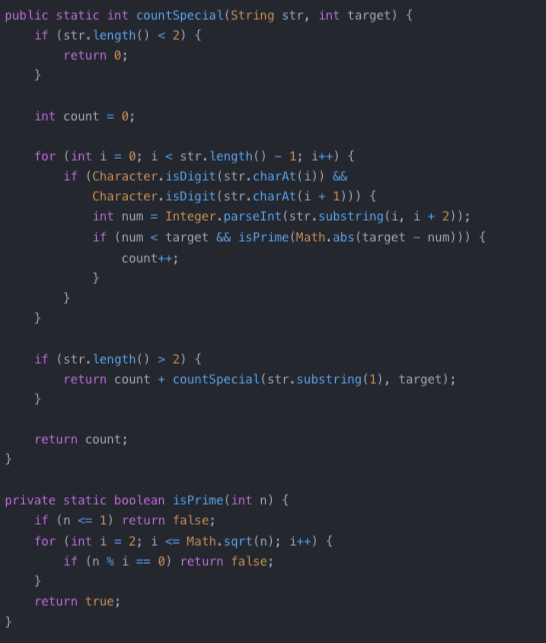 public static int countSpecial(String str, int target) {
    if (str.length() < 2) {
        return 0;
    }

    int count = 0;

    for (int i = 0; i < str.length() - 1; i++) {
        if (Character.isDigit(str.charAt(i)) &&
            Character.isDigit(str.charAt(i + 1))) {
            int num = Integer.parseInt(str.substring(i, i + 2));
            if (num < target && isPrime(Math.abs(target - num))) {
                count++;
            }
        }
    }

    if (str.length() > 2) {
        return count + countSpecial(str.substring(1), target);
    }

    return count;
}

private static boolean isPrime(int n) {
    if (n <= 1) return false;
    for (int i = 2; i <= Math.sqrt(n); i++) {
        if (n % i == 0) return false;
    }
    return true;
}